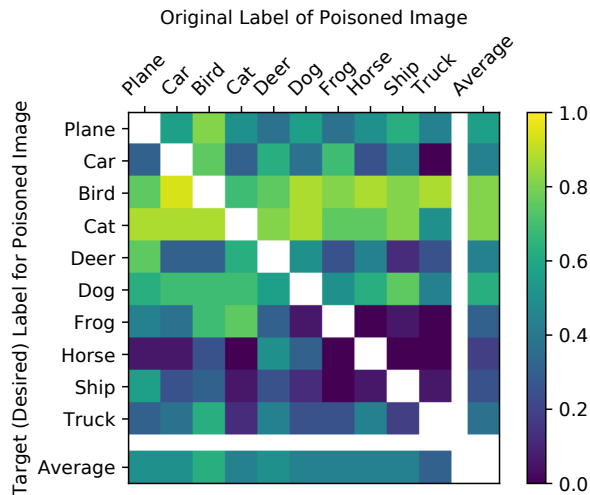 Original Label of Poisoned Image
Plane Car Bird Cat Deer Dog Frog Horse Ship Truck Average
Target (Desired) Label for Poisoned Image
Plane
Car
Bird
Cat
Deer
Dog
Frog
Horse
Ship
Truck
Average
1.0
0.8
0.6
0.4
0.2
0.0